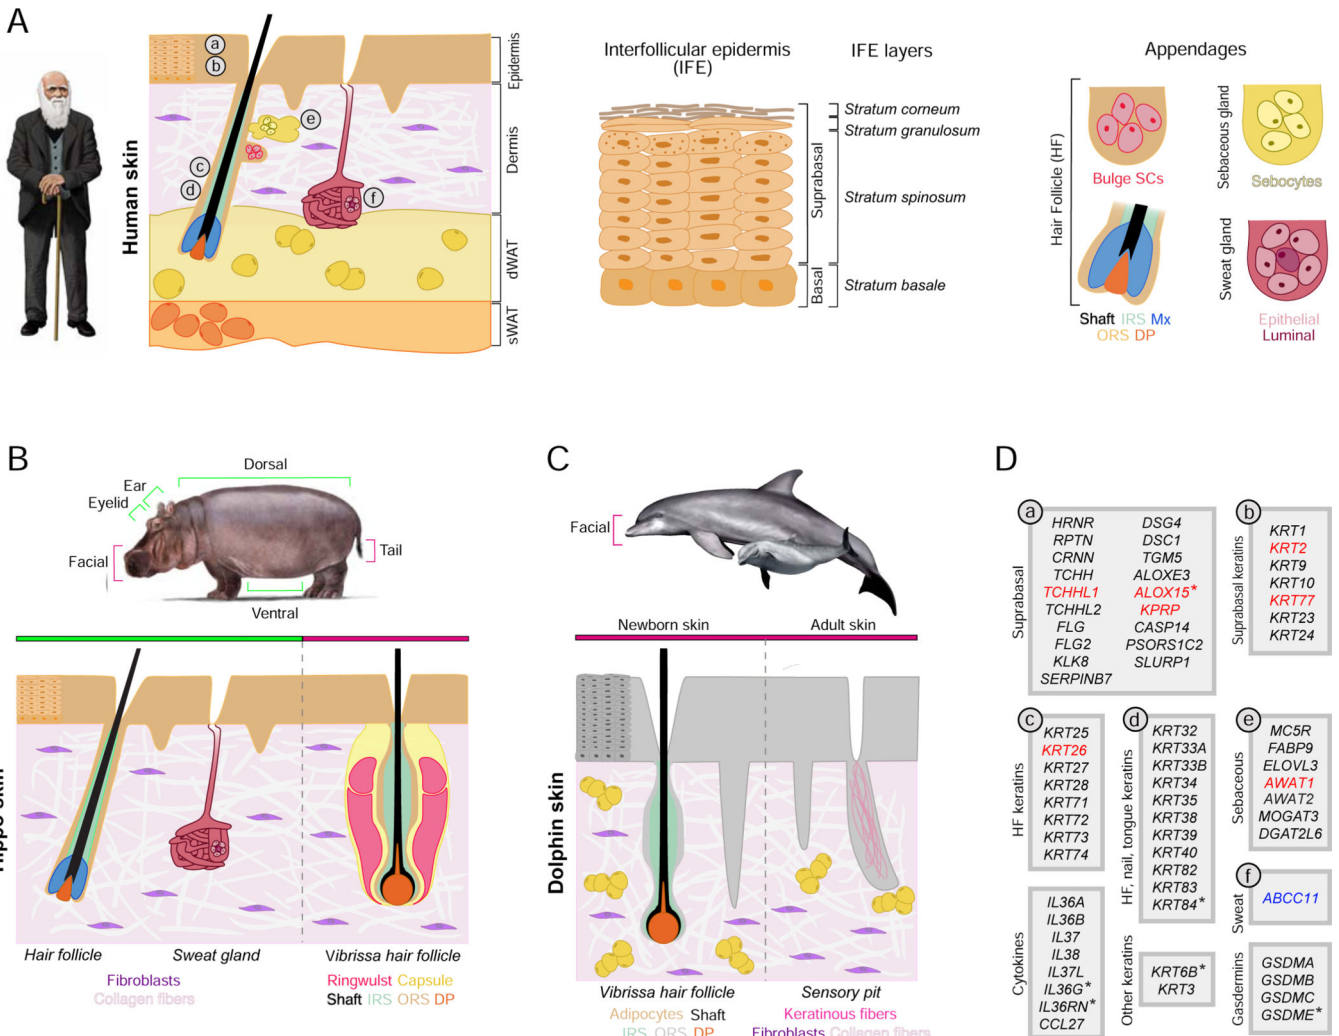 A
Human skin
a
b
c
d
e
f
Epidermis
Dermis
dWAT
sWAT
Interfollicular epidermis
(IFE)
IFE layers
Suprabasal
Basal
Stratum corneum
Stratum granulosum
Stratum spinosum
Stratum basale
Appendages
Hair Follicle (HF)
Bulge SCs
Shaft IRS Mx
ORS DP
Sebaceous gland
Sebocytes
Sweat gland
Epithelial
Luminal
B
Dorsal
Ear
Eyelid
Facial
Tail
Ventral
Hair follicle
Sweat gland
Vibrissa hair follicle
Fibroblasts
Collagen fibers
Ringwulst Capsule
Shaft IRS ORS DP
C
Facial
Newborn skin
Adult skin
Dolphin skin
Vibrissa hair follicle
Sensory pit
Adipocytes Shaft
IRS ORS DP
Keratinous fibers
Fibroblasts Collagen fibers
D
a
Suprabasal
HRNR
RPTN
CRNN
TCHH
TCHHL1
TCHHL2
FLG
FLG2
KLK8
SERPINB7
DSG4
DSC1
TGM5
ALOXE3
ALOX15*
KPRP
CASP14
PSORS1C2
SLURP1
b
Suprabasal keratins
KRT1
KRT2
KRT9
KRT10
KRT77
KRT23
KRT24
c
HF keratins
KRT25
KRT26
KRT27
KRT28
KRT71
KRT72
KRT73
KRT74
d
HF, nail, tongue keratins
KRT32
KRT33A
KRT33B
KRT34
KRT35
KRT38
KRT39
KRT40
KRT82
KRT83
KRT84*
e
Sebaceous
MC5R
FABP9
ELOVL3
AWAT1
AWAT2
MOGAT3
DGAT2L6
f
Sweat
ABCC11
Cytokines
IL36A
IL36B
IL37
IL38
IL37L
IL36G*
IL36RN*
CCL27
Other keratins
KRT6B*
KRT3
Gasdermins
GSDMA
GSDMB
GSDMC
GSDME*